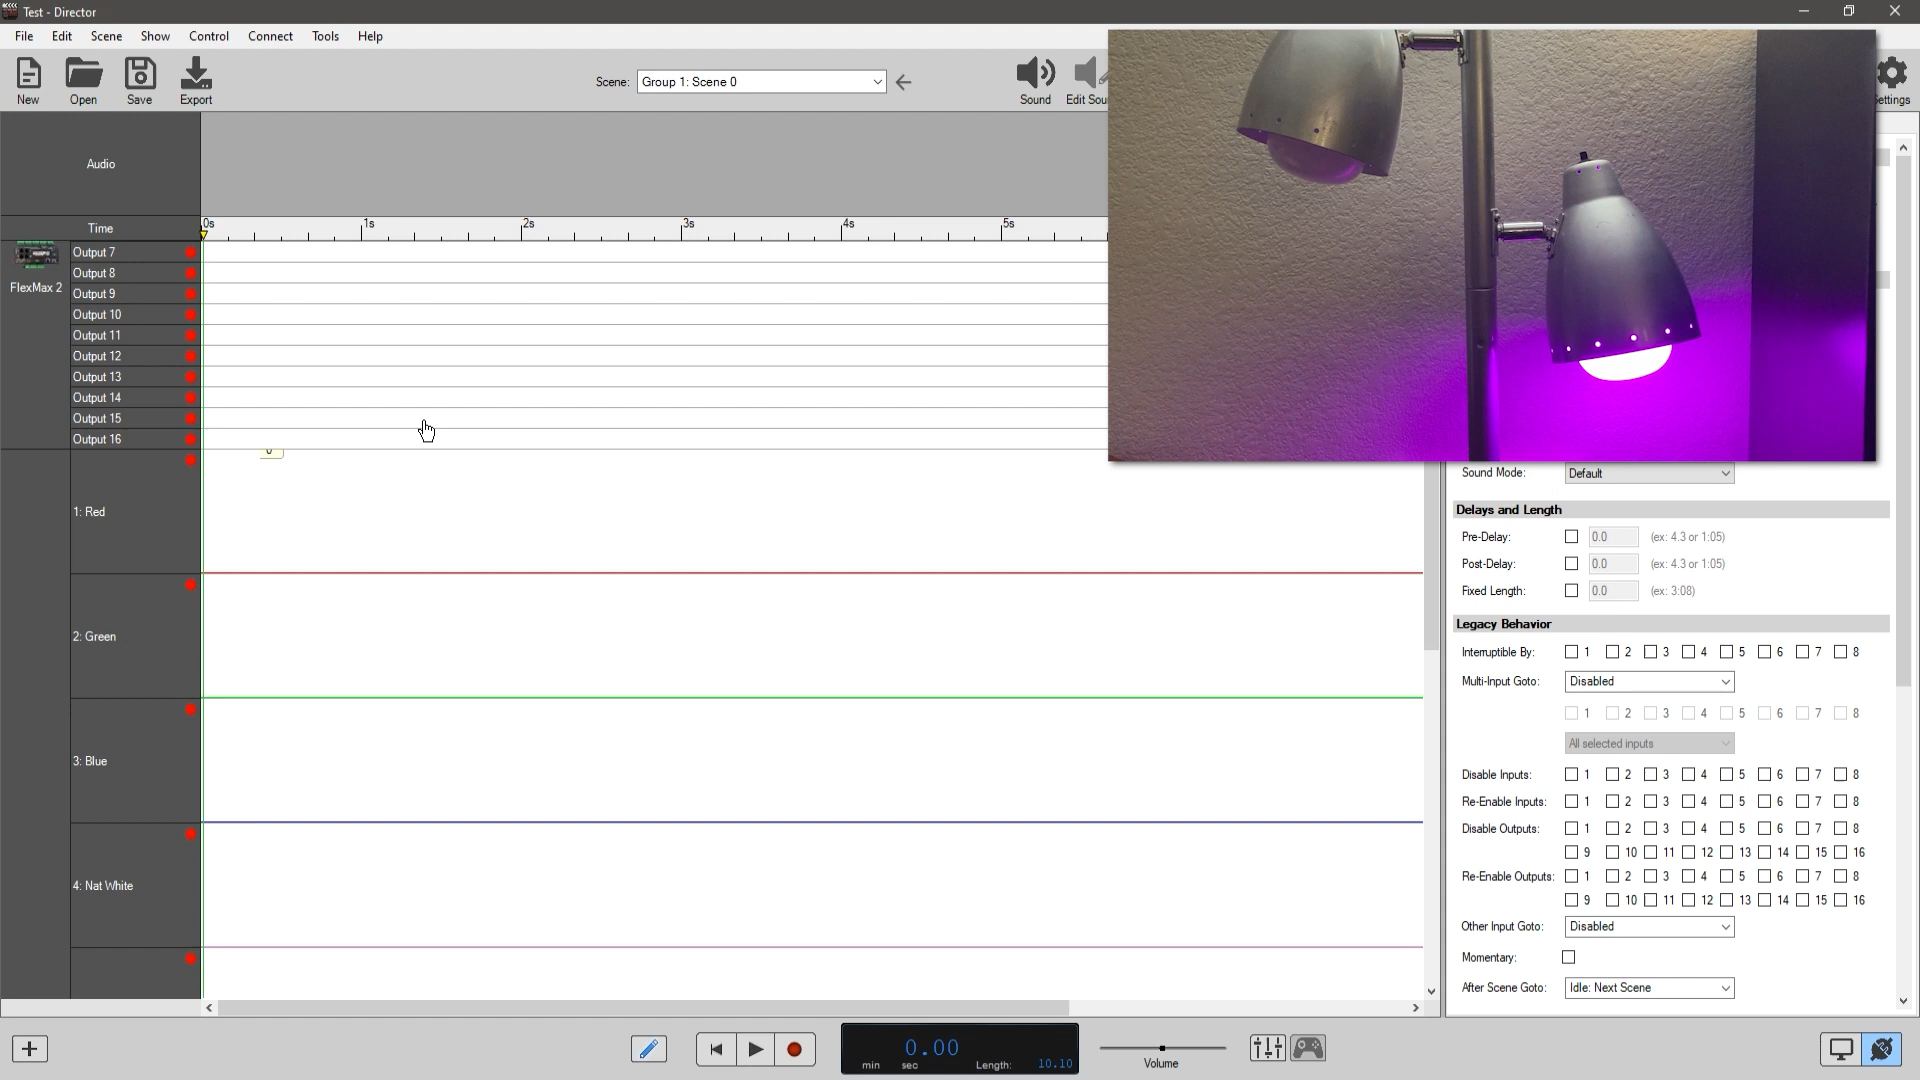 Test - Director
File Edit Scene Show Control Connect Tools Help
New Open Save Export
Scene: Group 1: Scene 0
Sound Edit Sou
ettings
Audio
Time
0s 1s 2s 3s 4s 5s
FlexMax 2
Output 7
Output 8
Output 9
Output 10
Output 11
Output 12
Output 13
Output 14
Output 15
Output 16
1: Red
2: Green
3: Blue
4: Nat White
Sound Mode: Default
Delays and Length
Pre-Delay: 0.0 (ex: 4.3 or 1:05)
Post-Delay: 0.0 (ex: 4.3 or 1:05)
Fixed Length: 0.0 (ex: 3:08)
Legacy Behavior
Interruptible By: 1 2 3 4 5 6 7 8
Multi-Input Goto: Disabled
1 2 3 4 5 6 7 8
All selected inputs
Disable Inputs: 1 2 3 4 5 6 7 8
Re-Enable Inputs: 1 2 3 4 5 6 7 8
Disable Outputs: 1 2 3 4 5 6 7 8
9 10 11 12 13 14 15 16
Re-Enable Outputs: 1 2 3 4 5 6 7 8
9 10 11 12 13 14 15 16
Other Input Goto: Disabled
Momentary:
After Scene Goto: Idle: Next Scene
0.00
min sec Length: 10.10
Volume